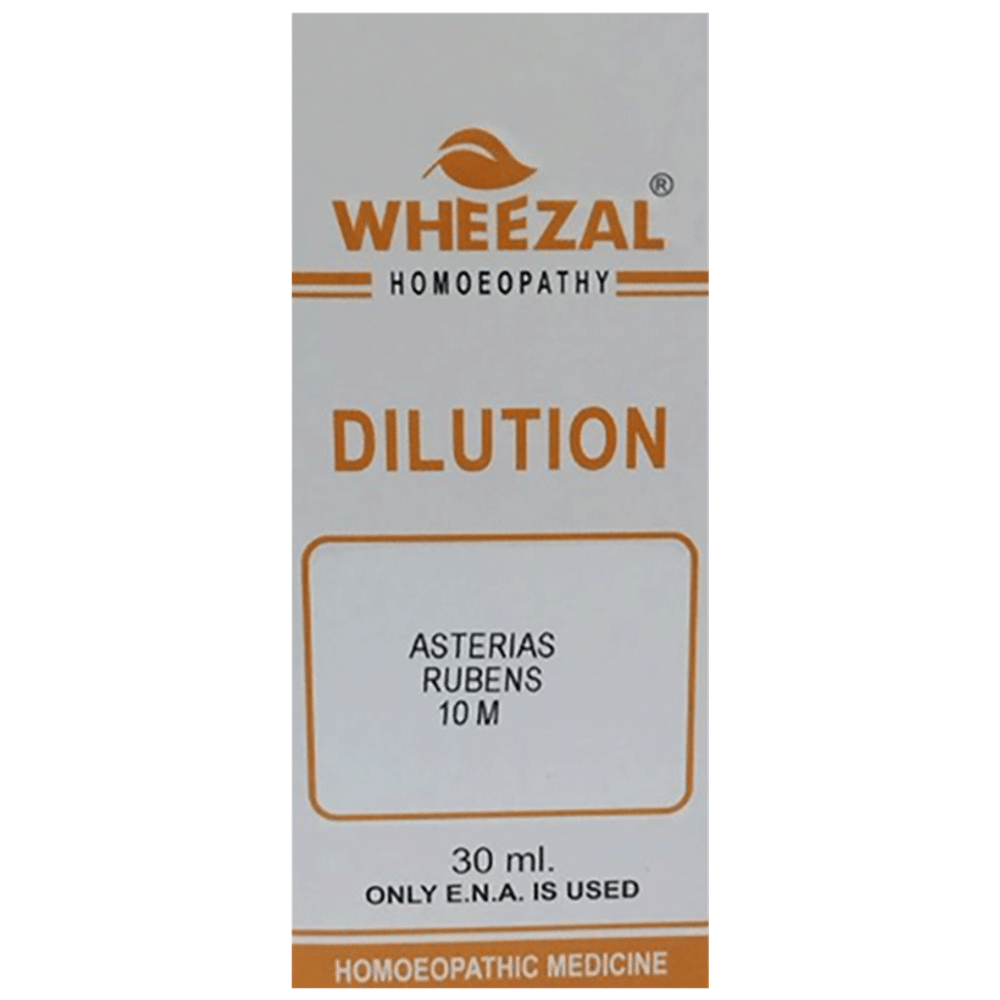 WHEEZAL®
HOMOEOPATHY
DILUTION
ASTERIAS
RUBENS
10 M
30 ml.
ONLY E.N.A. IS USED
HOMOEOPATHIC MEDICINE